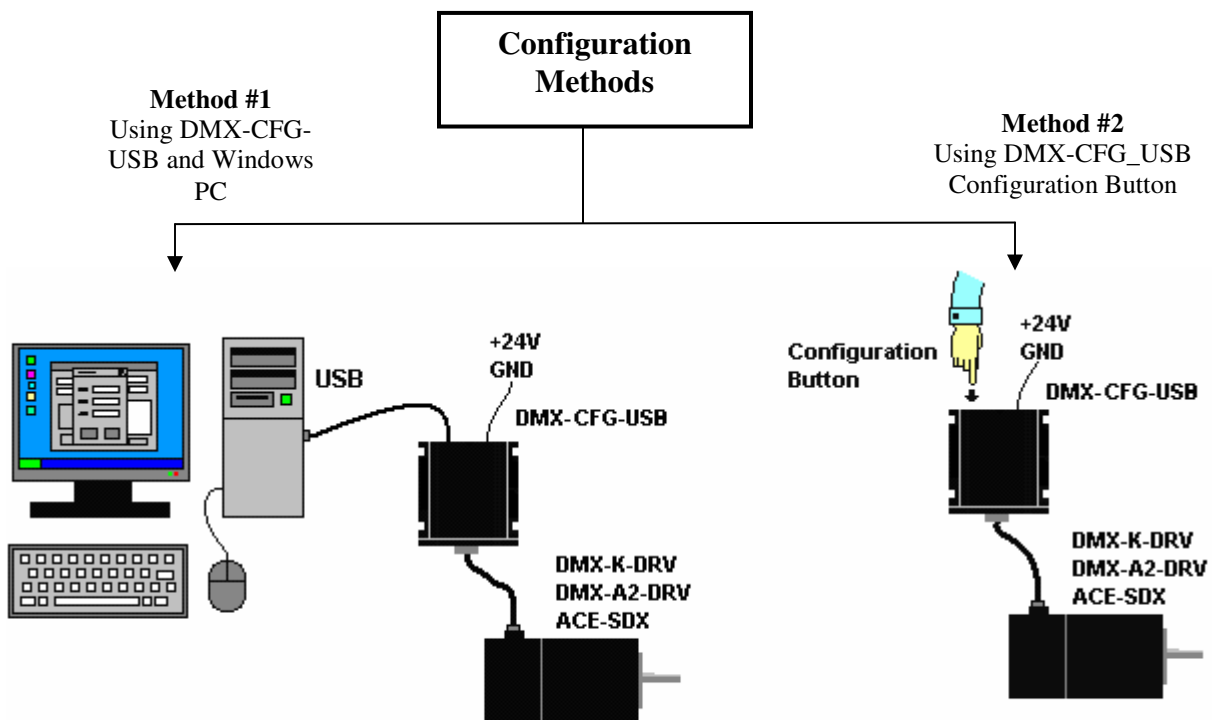 Configuration
Methods
Method #1
Using DMX-CFG-
USB and Windows
PC
Method #2
Using DMX-CFG_USB
Configuration Button
USB
+24V
GND
DMX-CFG-USB
DMX-K-DRV
DMX-A2-DRV
ACE-SDX
Configuration
Button
+24V
GND
DMX-CFG-USB
DMX-K-DRV
DMX-A2-DRV
ACE-SDX